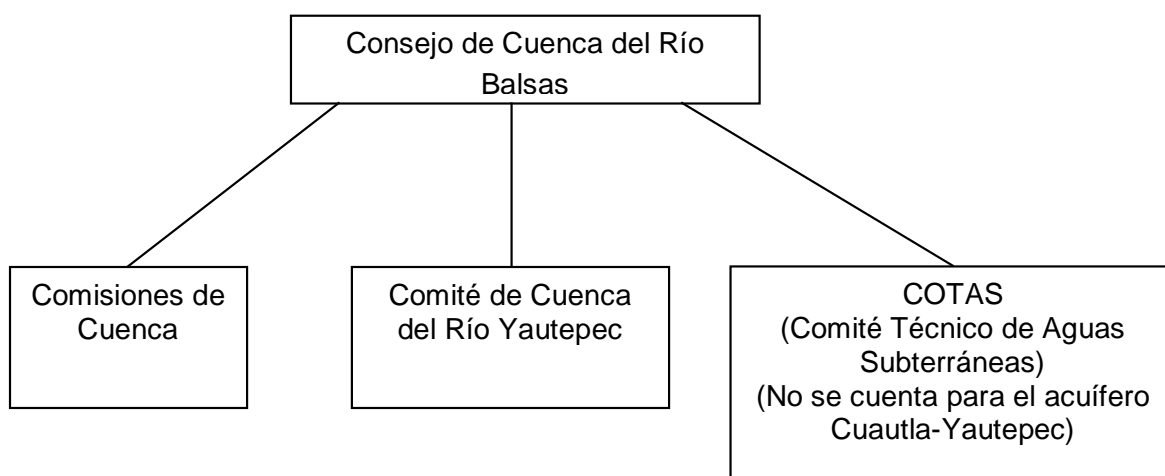 Consejo de Cuenca del Río
Balsas
Comisiones de
Cuenca
Comité de Cuenca
del Río Yautepec
COTAS
(Comité Técnico de Aguas
Subterráneas)
(No se cuenta para el acuífero
Cuautla-Yautepec)